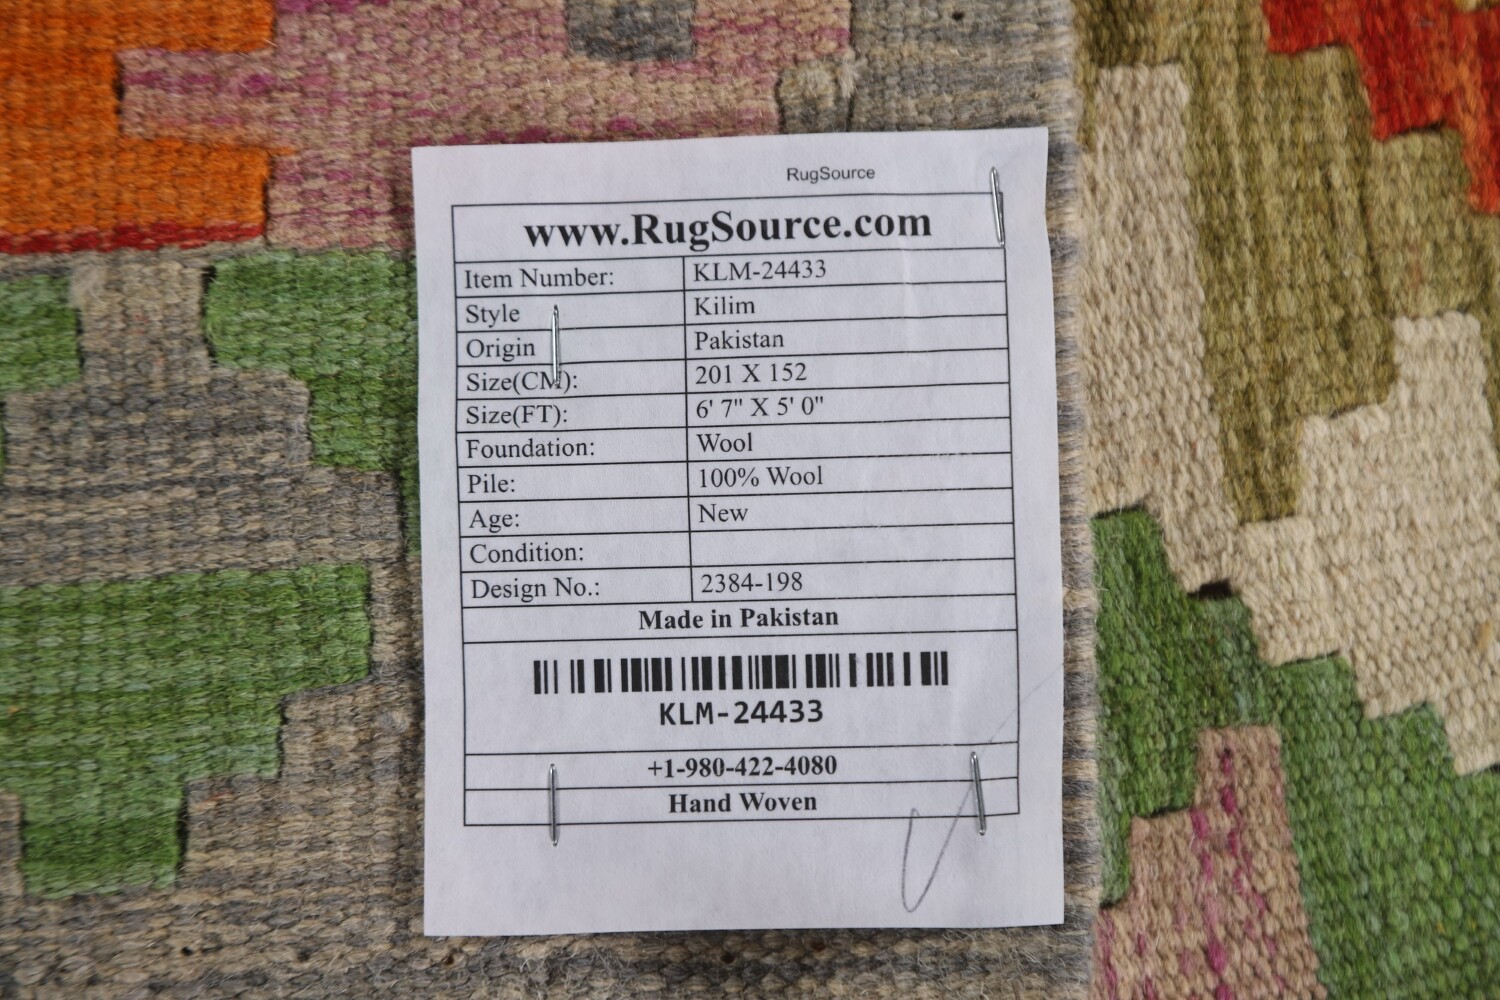 RugSource
www.RugSource.com
Item Number: KLM-24433
Style Kilim
Origin Pakistan
Size(CM): 201 X 152
Size(FT): 6' 7" X 5' 0"
Foundation: Wool
Pile: 100% Wool
Age: New
Condition:
Design No.: 2384-198
Made in Pakistan
KLM-24433
+1-980-422-4080
Hand Woven